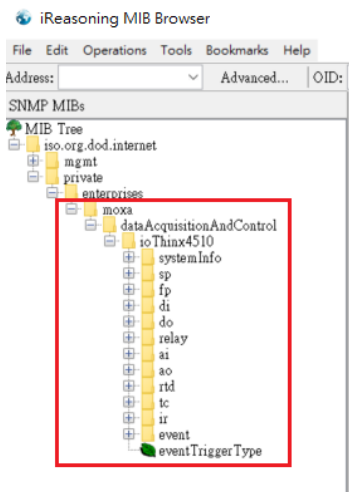 iReasoning MIB Browser
File Edit Operations Tools Bookmarks Help
Address: Advanced... OID:
SNMP MIBs
MIB Tree
iso.org.dod.internet
mgmt
private
enterprises
moxa
dataAcquisitionAndControl
ioThinx4510
systemInfo
sp
fp
di
do
relay
ai
ao
rtd
tc
ir
event
eventTriggerType